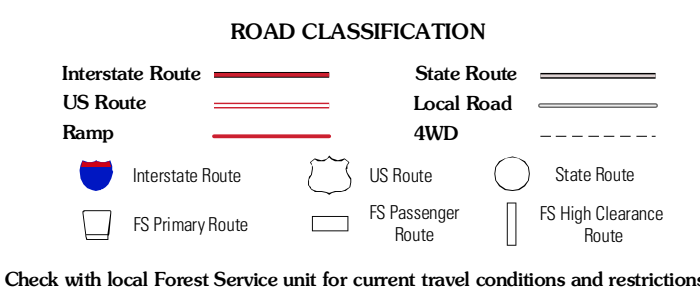 ROAD CLASSIFICATION
Interstate Route
State Route
US Route
Local Road
Ramp
4WD
Interstate Route
US Route
State Route
FS Primary Route
FS Passenger
Route
FS High Clearance
Route
Check with local Forest Service unit for current travel conditions and restrictions